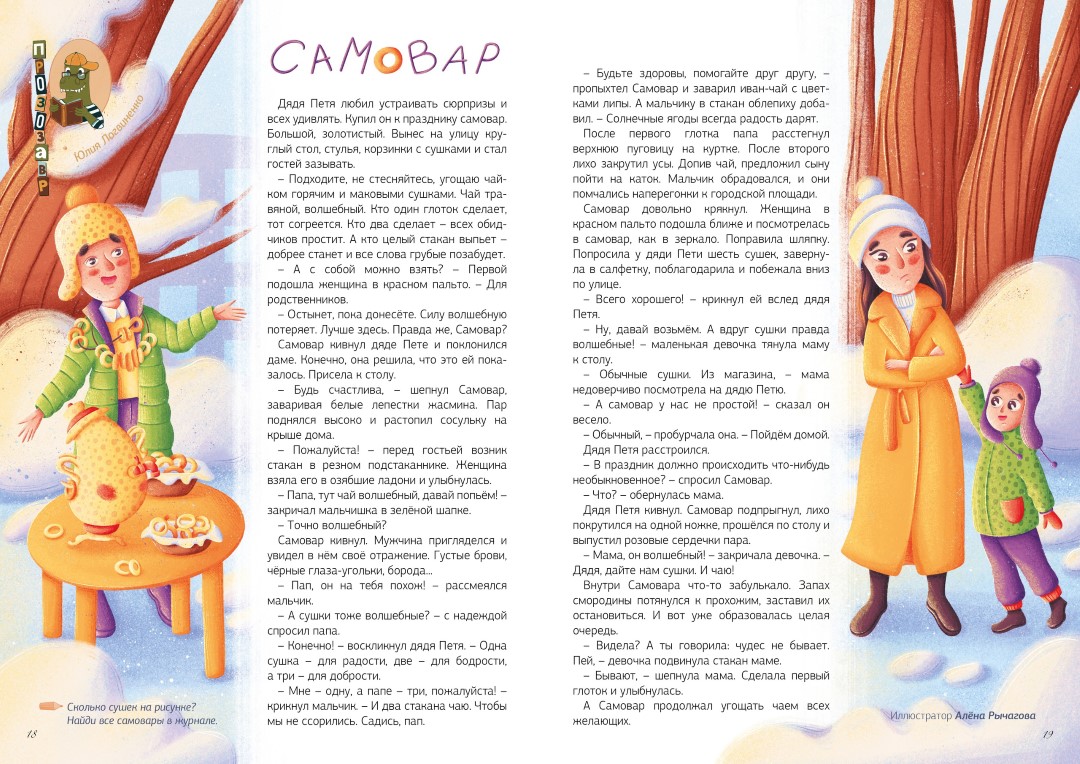 ПРОЗОЗАВР
Юлия Логвиненко
САМОВАР
Дядя Петя любил устраивать сюрпризы и
всех удивлять. Купил он к празднику самовар.
Большой, золотистый. Вынес на улицу кру-
глый стол, стулья, корзинки с сушками и стал
гостей зазывать.
– Подходите, не стесняйтесь, угощаю чай-
ком горячим и маковыми сушками. Чай тра-
вяной, волшебный. Кто один глоток сделает,
тот согреется. Кто два сделает – всех обид-
чиков простит. А кто целый стакан выпьет –
добрее станет и все слова грубые позабудет.
– А с собой можно взять? – Первой
подошла женщина в красном пальто. – Для
родственников.
– Остынет, пока донесёте. Силу волшебную
потеряет. Лучше здесь. Правда же, Самовар?
Самовар кивнул дяде Пете и поклонился
даме. Конечно, она решила, что это ей пока-
залось. Присела к столу.
– Будь счастлива, – шепнул Самовар,
заваривая белые лепестки жасмина. Пар
поднялся высоко и растопил сосульку на
крыше дома.
– Пожалуйста! – перед гостьей возник
стакан в резном подстаканнике. Женщина
взяла его в озябшие ладони и улыбнулась.
– Папа, тут чай волшебный, давай попьём! –
закричал мальчишка в зелёной шапке.
– Точно волшебный?
Самовар кивнул. Мужчина пригляделся и
увидел в нём своё отражение. Густые брови,
чёрные глаза-угольки, борода...
– Пап, он на тебя похож! – рассмеялся
мальчик.
– А сушки тоже волшебные? – с надеждой
спросил папа.
– Конечно! – воскликнул дядя Петя. – Одна
сушка – для радости, две – для бодрости,
а три – для доброты.
– Мне – одну, а папе – три, пожалуйста! –
крикнул мальчик. – И два стакана чаю. Чтобы
мы не ссорились. Садись, пап.
Сколько сушек на рисунке?
Найди все самовары в журнале.
18
– Будьте здоровы, помогайте друг другу, –
пропыхтел Самовар и заварил иван-чай с цвет-
ками липы. А мальчику в стакан облепиху доба-
вил. – Солнечные ягоды всегда радость дарят.
После первого глотка папа расстегнул
верхнюю пуговицу на куртке. После второго
лихо закрутил усы. Допив чай, предложил сыну
пойти на каток. Мальчик обрадовался, и они
помчались наперегонки к городской площади.
Самовар довольно крякнул. Женщина в
красном пальто подошла ближе и посмотрелась
в самовар, как в зеркало. Поправила шляпку.
Попросила у дяди Пети шесть сушек, заверну-
ла в салфетку, поблагодарила и побежала вниз
по улице.
– Всего хорошего! – крикнул ей вслед дядя
Петя.
– Ну, давай возьмём. А вдруг сушки правда
волшебные! – маленькая девочка тянула маму
к столу.
– Обычные сушки. Из магазина, – мама
недоверчиво посмотрела на дядю Петю.
– А самовар у нас не простой! – сказал он
весело.
– Обычный, – пробурчала она. – Пойдём домой.
Дядя Петя расстроился.
– В праздник должно происходить что-нибудь
необыкновенное? – спросил Самовар.
– Что? – обернулась мама.
Дядя Петя кивнул. Самовар подпрыгнул, лихо
покрутился на одной ножке, прошёлся по столу и
выпустил розовые сердечки пара.
– Мама, он волшебный! – закричала девочка. –
Дядя, дайте нам сушки. И чаю!
Внутри Самовара что-то забулькало. Запах
смородины потянулся к прохожим, заставил их
остановиться. И вот уже образовалась целая
очередь.
– Видела? А ты говорила: чудес не бывает.
Пей, – девочка подвинула стакан маме.
– Бывают, – шепнула мама. Сделала первый
глоток и улыбнулась.
А Самовар продолжал угощать чаем всех
желающих.
Иллюстратор Алёна Рычагова
19